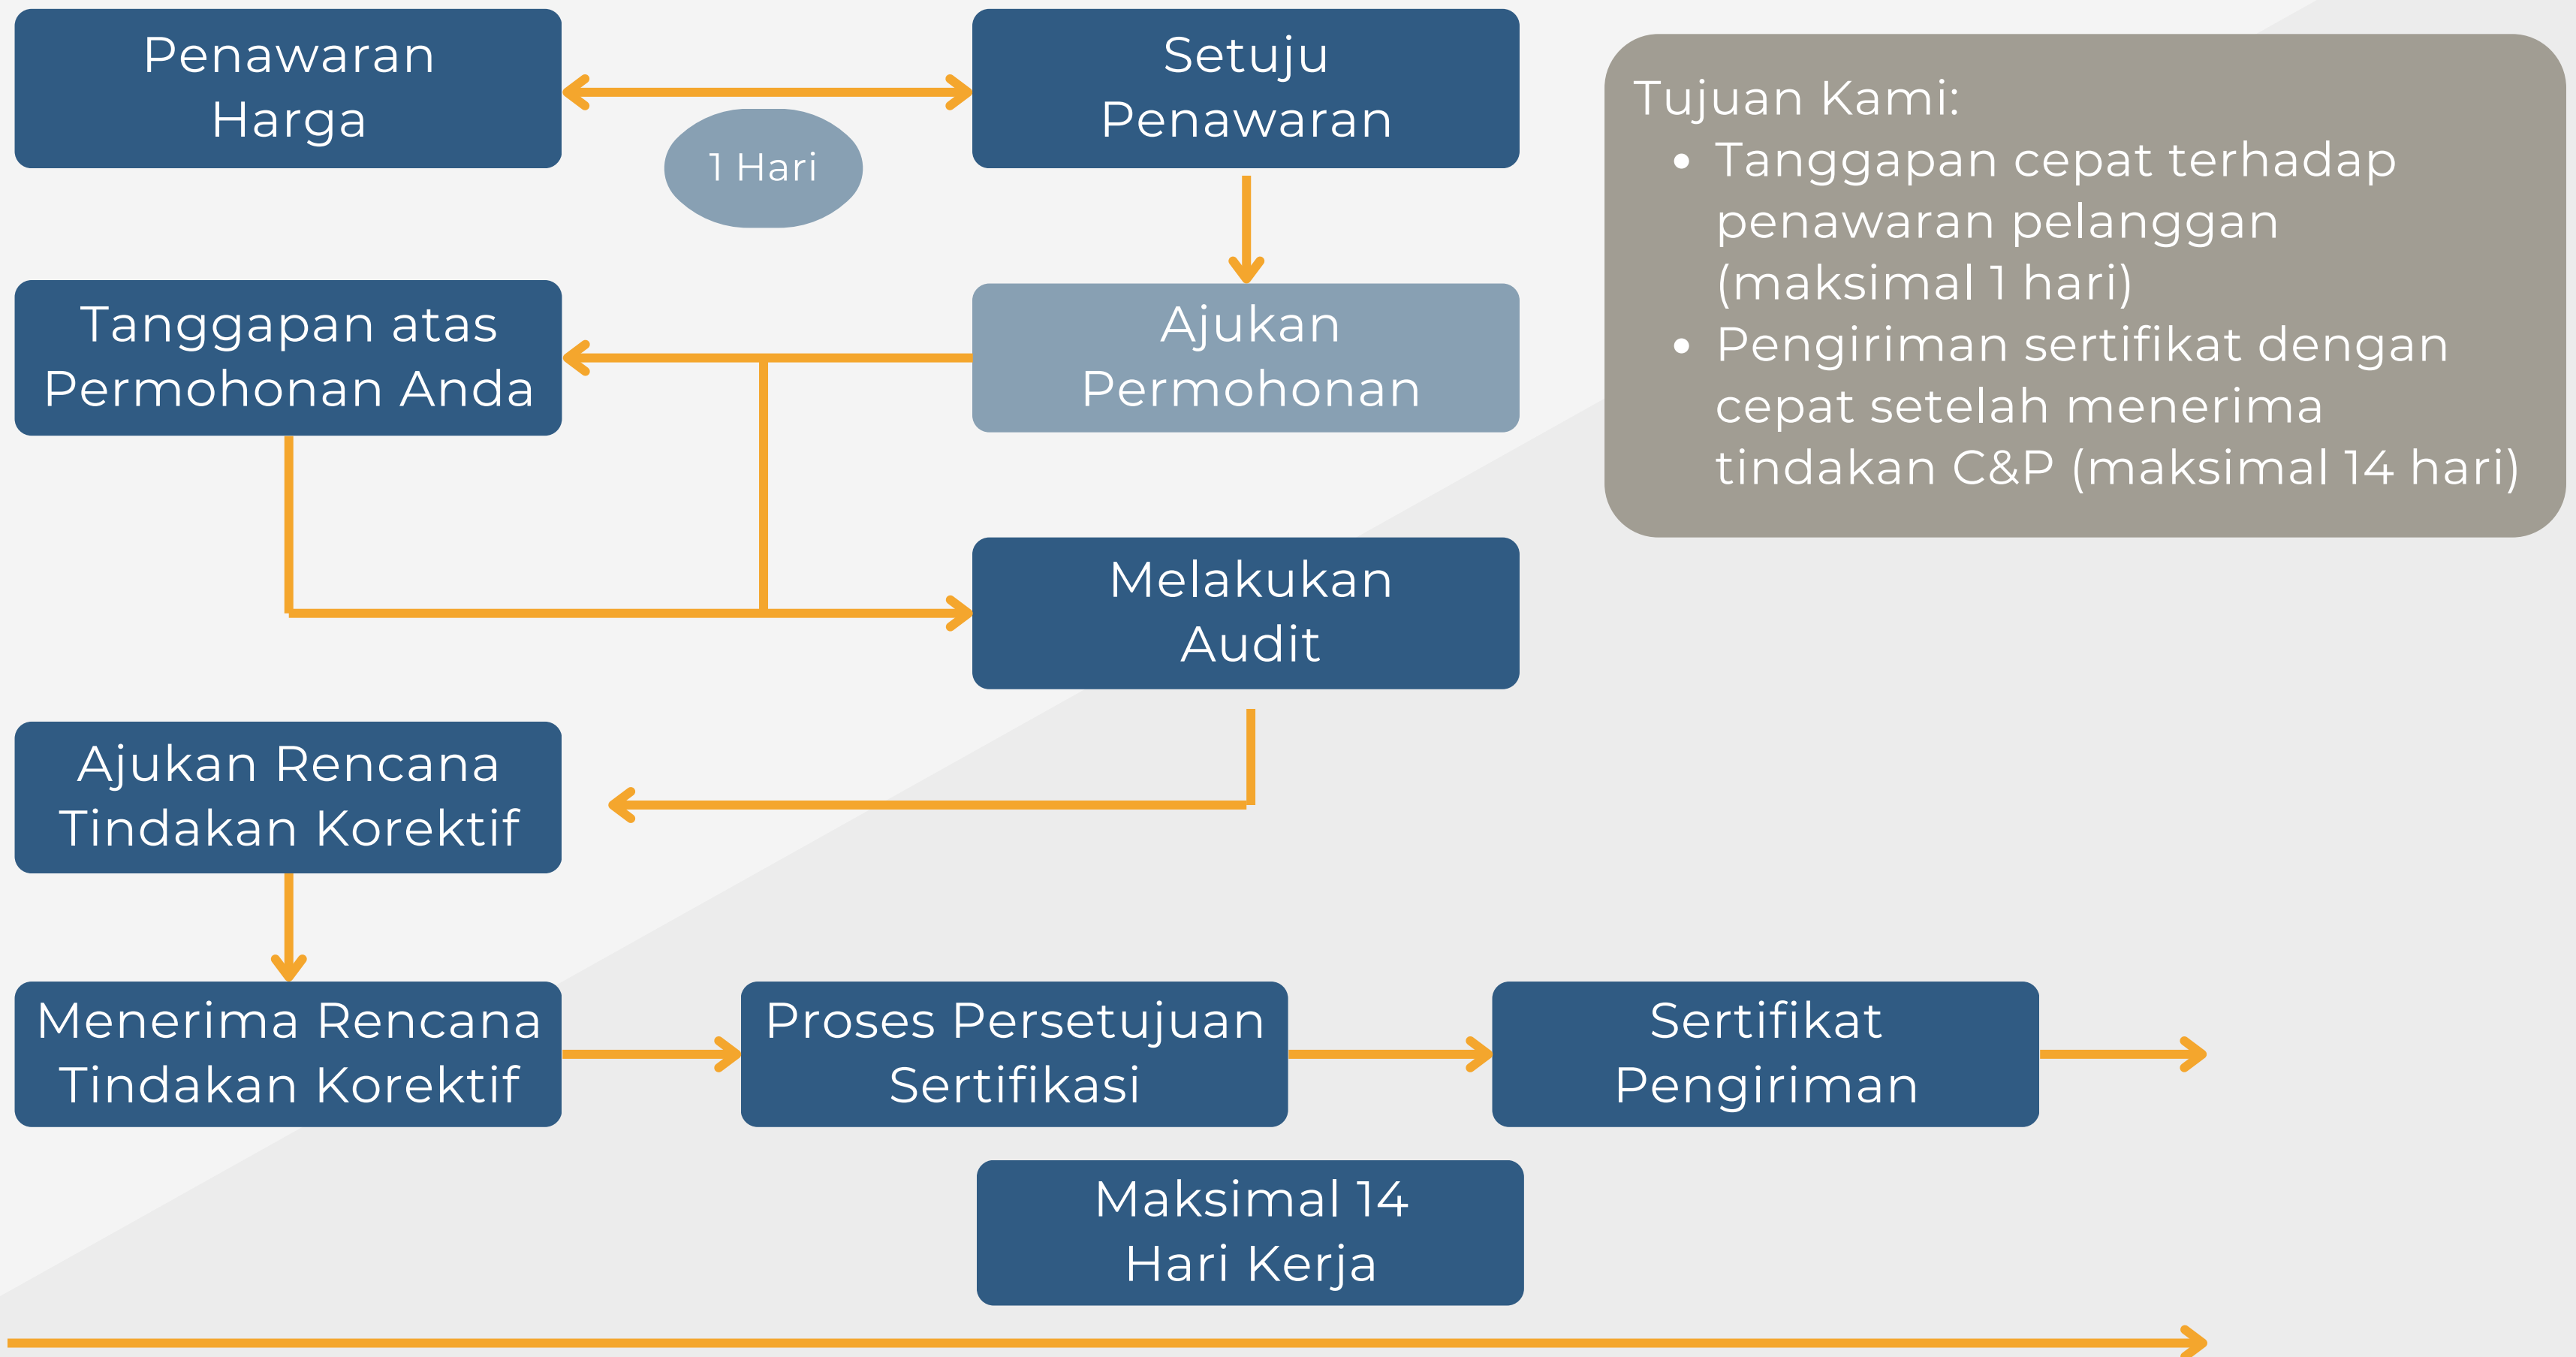 Penawaran
Harga
1 Hari
Setuju
Penawaran
Tujuan Kami:
• Tanggapan cepat terhadap
penawaran pelanggan
(maksimal 1 hari)
• Pengiriman sertifikat dengan
cepat setelah menerima
tindakan C&P (maksimal 14 hari)
Tanggapan atas
Permohonan Anda
Ajukan
Permohonan
Melakukan
Audit
Ajukan Rencana
Tindakan Korektif
Menerima Rencana
Tindakan Korektif
Proses Persetujuan
Sertifikasi
Sertifikat
Pengiriman
Maksimal 14
Hari Kerja